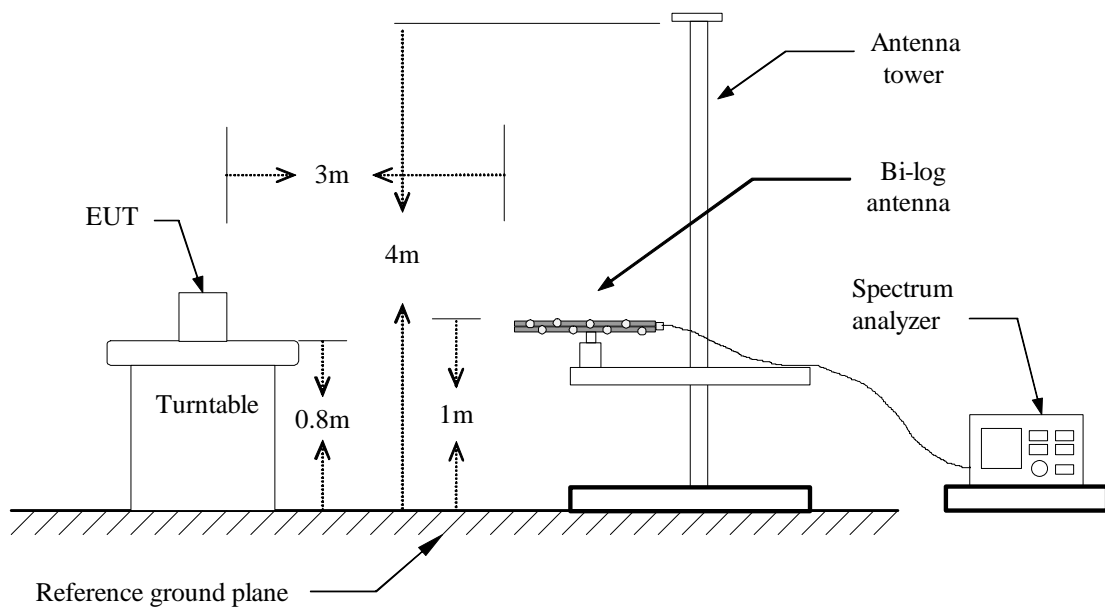 Antenna
tower
3m
Bi-log
antenna
EUT
4m
Spectrum
analyzer
Turntable
0.8m
1m
Reference ground plane